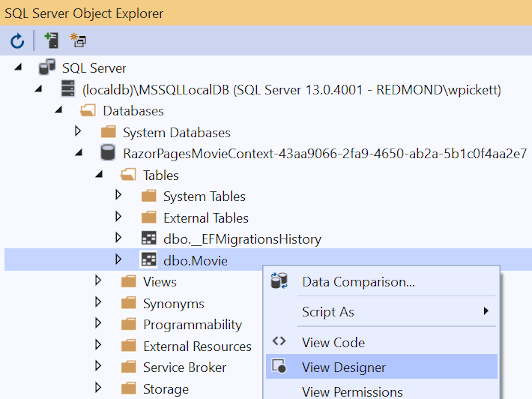 SQL Server Object Explorer
SQL Server
(localdb)\MSSQLLocalDB (SQL Server 13.0.4001 - REDMOND\wpickett)
Databases
System Databases
RazorPagesMovieContext-43aa9066-2fa9-4650-ab2a-5b1c0f4aa2e7
Tables
System Tables
External Tables
dbo.__EFMigrationsHistory
dbo.Movie
Views
Synonyms
Programmability
External Resources
Service Broker
Storage
Data Comparison...
Script As
View Code
View Designer
View Permissions